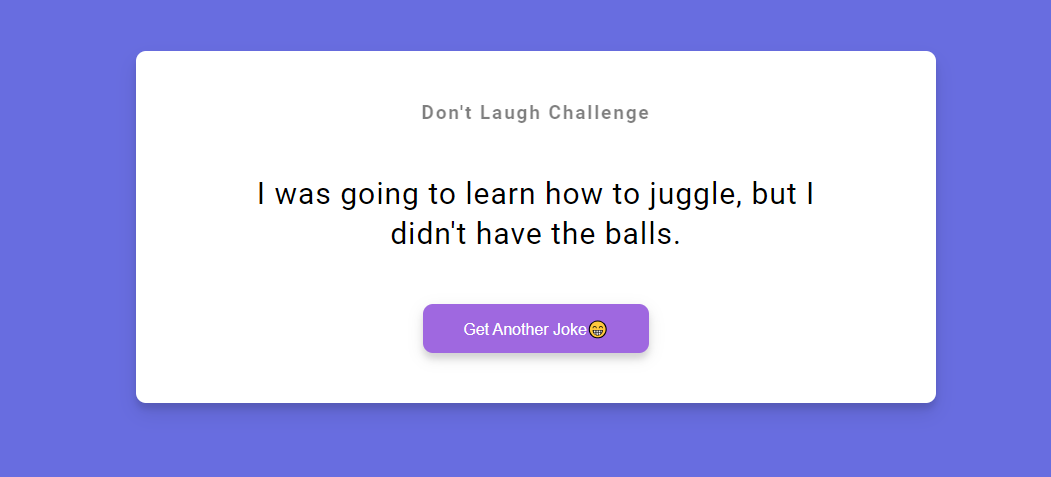 Don't Laugh Challenge
I was going to learn how to juggle, but I
didn't have the balls.
Get Another Joke😁